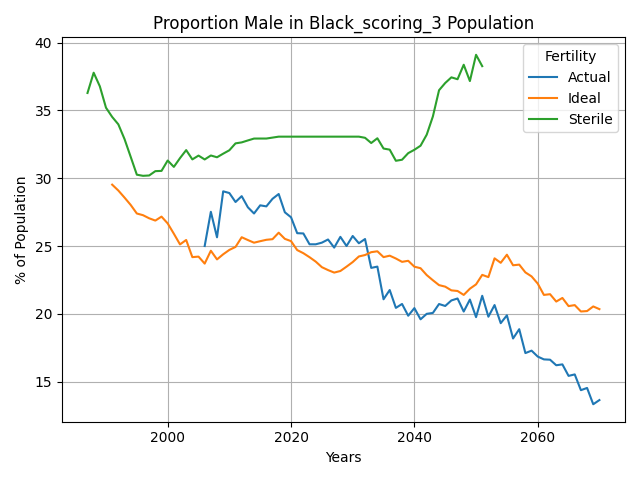 Proportion Male in Black_scoring_3 Population
40
35
30
25
20
15
% of Population
Fertility
Actual
Ideal
Sterile
2000
2020
2040
2060
Years